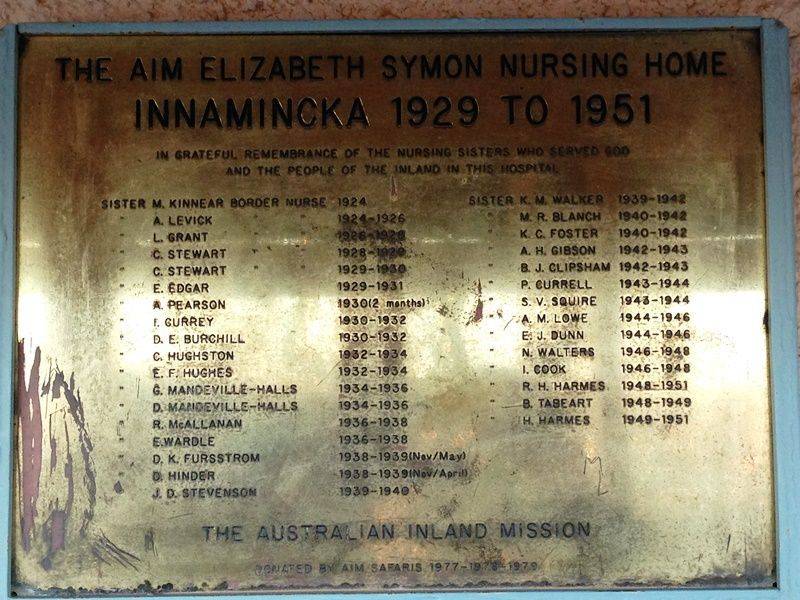 THE AIM ELIZABETH SYMON NURSING HOME
INNAMINCKA 1929 TO 1951
IN GRATEFUL REMEMBRANCE OF THE NURSING SISTERS WHO SERVED GOD
AND THE PEOPLE OF THE INLAND IN THIS HOSPITAL
SISTER M. KINNEAR BORDER NURSE 1924
" A. LEVICK " " 1924-1926
" L. GRANT " " 1926-1928
" C. STEWART " " 1928-1929
" C. STEWART " " 1929-1930
" E. EDGAR 1929-1931
" A. PEARSON 1930(2 months)
" I. CURREY 1930-1932
" D. E. BURCHILL 1930-1932
" C. HUGHSTON 1932-1934
" E. F. HUGHES 1932-1934
" G. MANDEVILLE-HALLS 1934-1936
" D. MANDEVILLE-HALLS 1934-1936
" R. McALLANAN 1936-1938
" E.WARDLE 1936-1938
" D. K. FURSSTROM 1938-1939(Nov/May)
" D. HINDER 1938-1939(Nov/April)
" J. D. STEVENSON 1939-1940
SISTER K. M. WALKER 1939-1942
" M. R. BLANCH 1940-1942
" K. C. FOSTER 1940-1942
" A. H. GIBSON 1942-1943
" B. J. CLIPSHAM 1942-1943
" P. CURRELL 1943-1944
" S. V. SQUIRE 1943-1944
" A. M. LOWE 1944-1946
" E. J. DUNN 1944-1946
" N. WALTERS 1946-1948
" I. COOK 1946-1948
" R. H. HARMES 1948-1951
" B. TABEART 1948-1949
" H. HARMES 1949-1951
THE AUSTRALIAN INLAND MISSION
DONATED BY AIM SAFARIS 1977-1978-1979